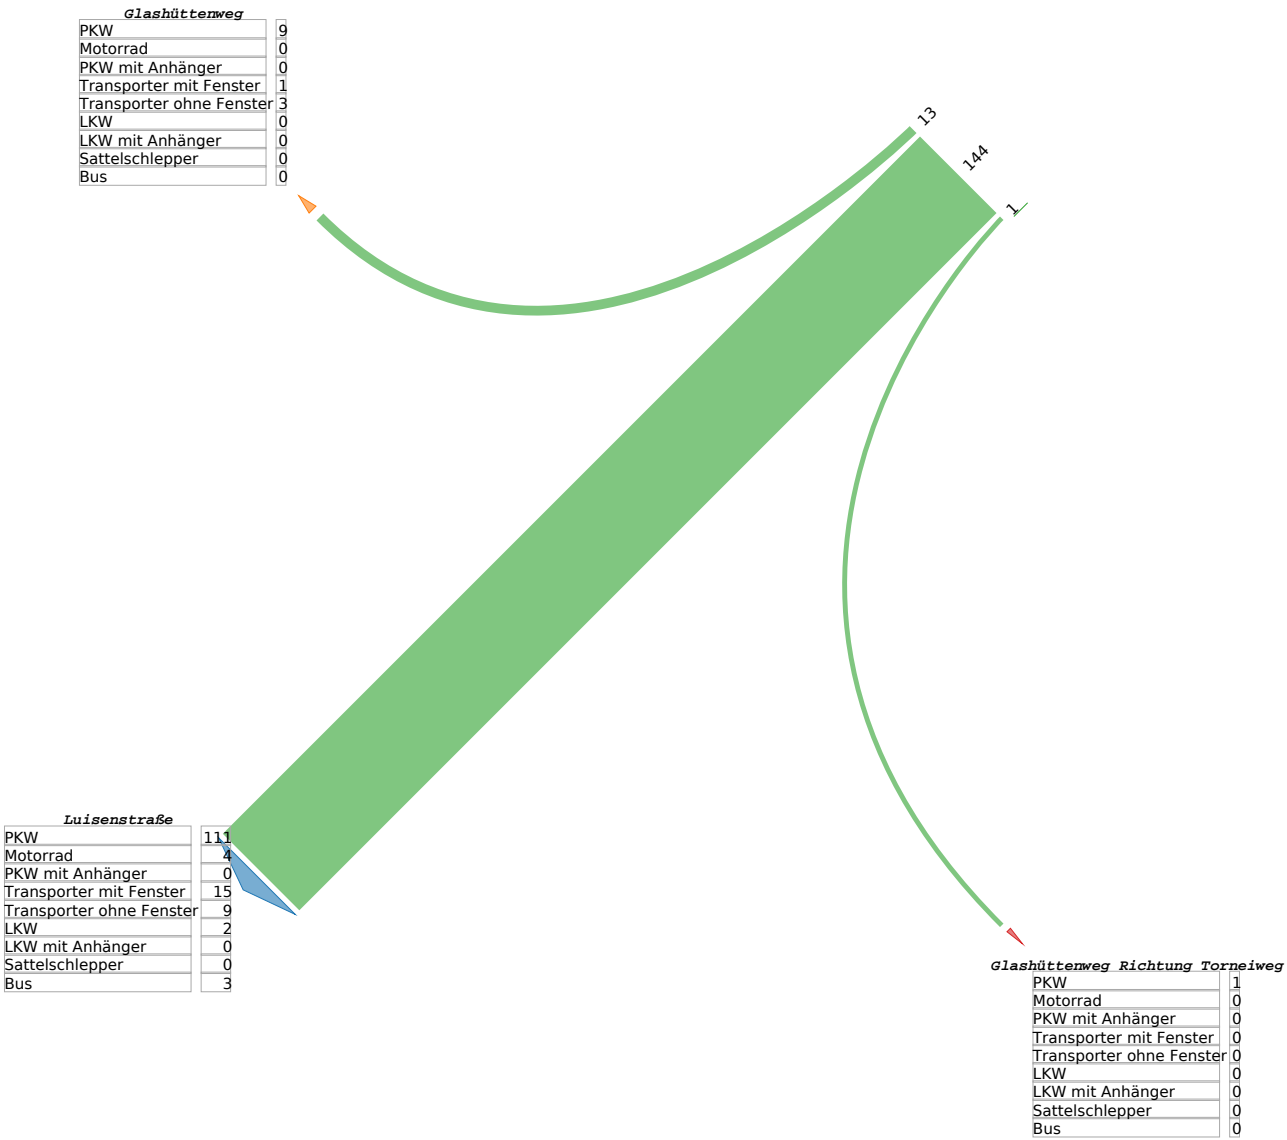 Glashüttenweg
PKW 9
Motorrad 0
PKW mit Anhänger 0
Transporter mit Fenster 1
Transporter ohne Fenster 3
LKW 0
LKW mit Anhänger 0
Sattelschlepper 0
Bus 0
13
144
1
Luisenstraße
PKW 111
Motorrad 4
PKW mit Anhänger 0
Transporter mit Fenster 15
Transporter ohne Fenster 9
LKW 2
LKW mit Anhänger 0
Sattelschlepper 0
Bus 3
Glashüttenweg Richtung Torneiweg
PKW 1
Motorrad 0
PKW mit Anhänger 0
Transporter mit Fenster 0
Transporter ohne Fenster 0
LKW 0
LKW mit Anhänger 0
Sattelschlepper 0
Bus 0